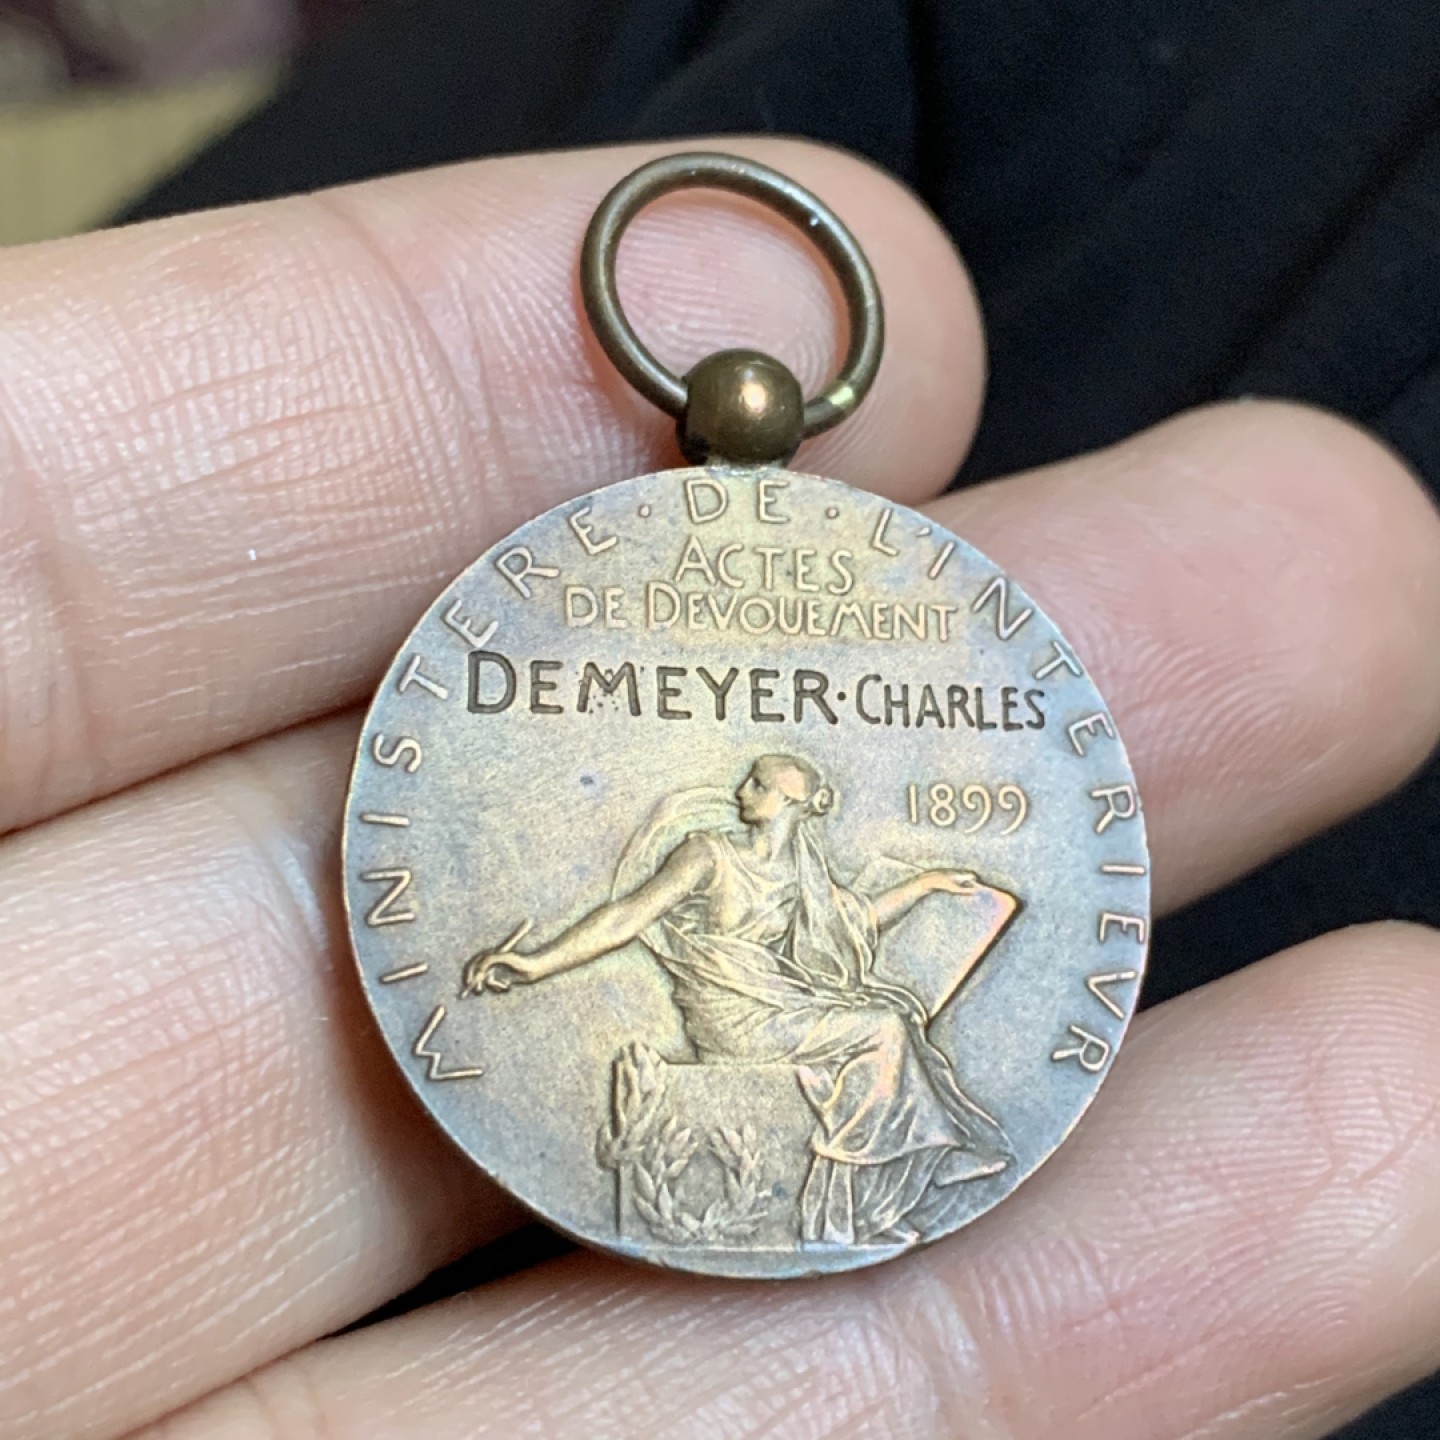 MINISTERE · DE · L'INTERIEVR
ACTES
DE DEVOUEMENT
DEMEYER · CHARLES
1899